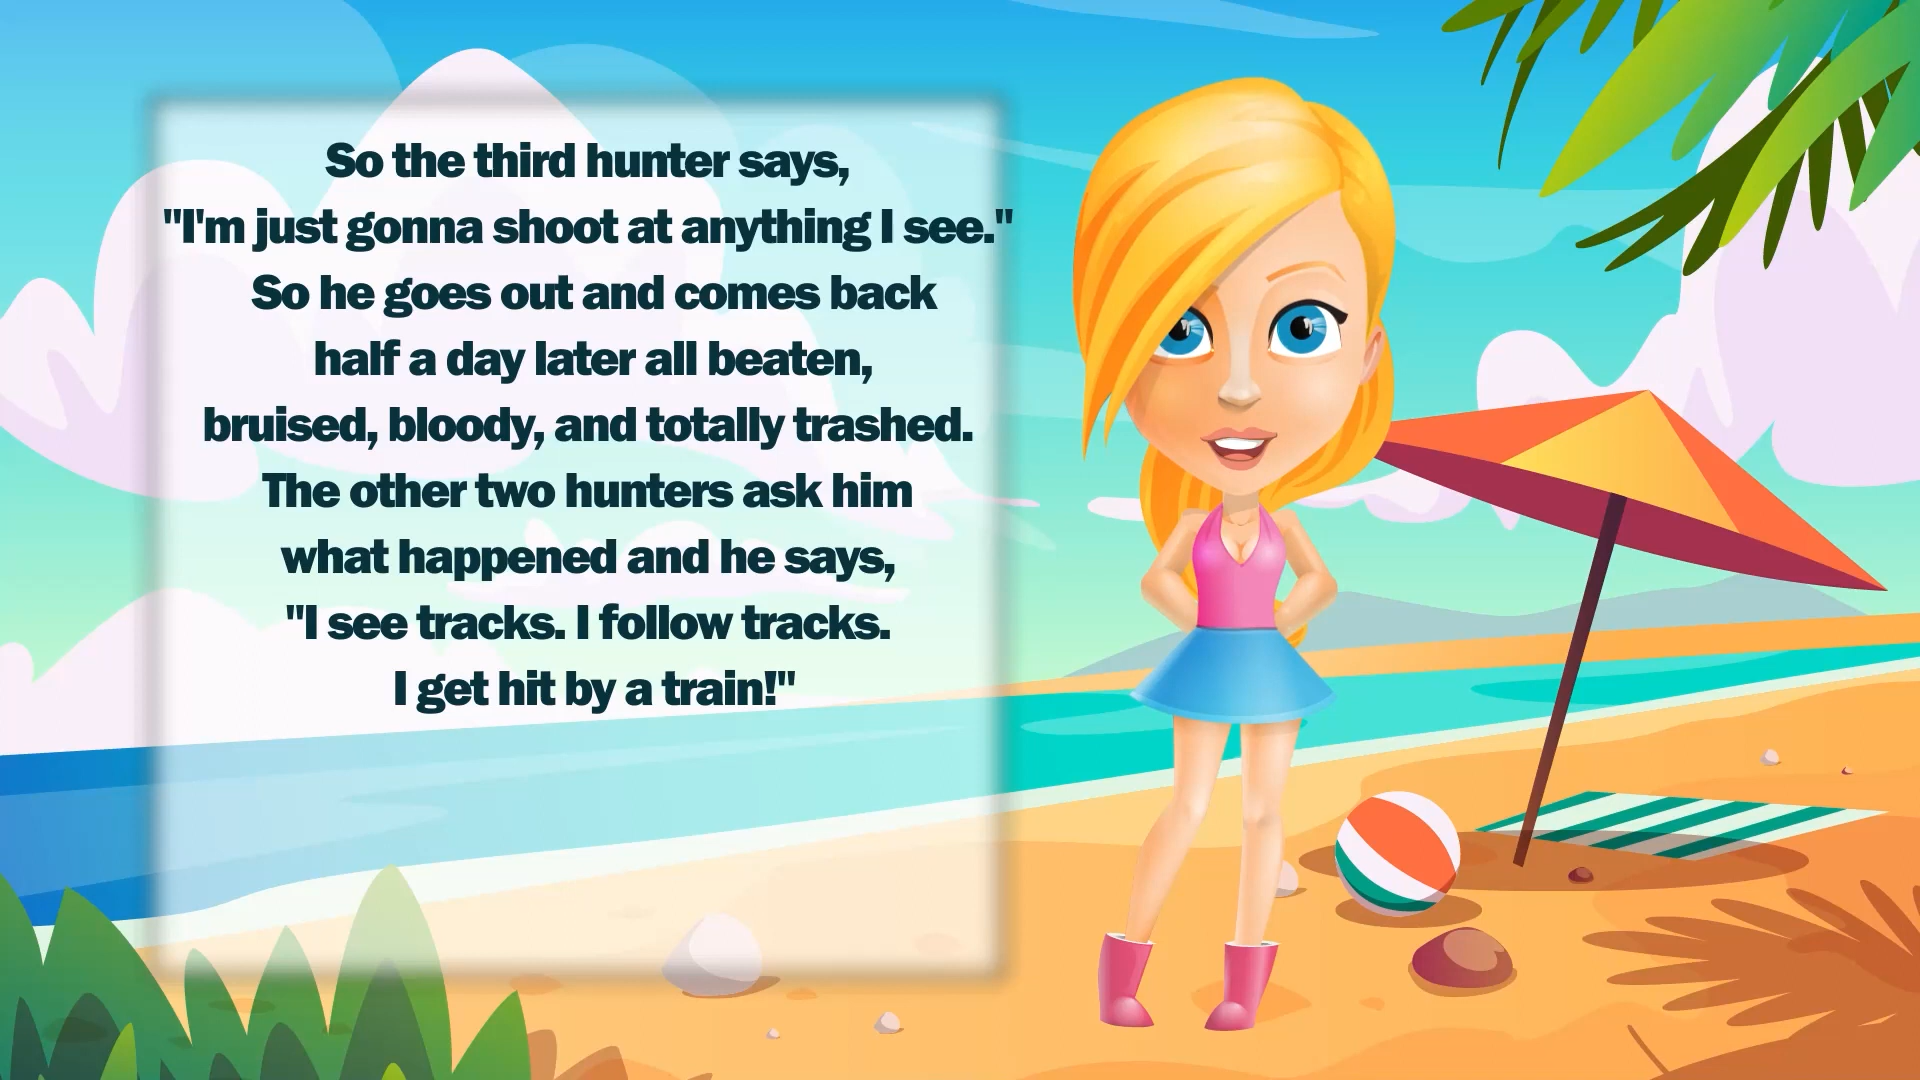 So the third hunter says,
"I'm just gonna shoot at anything I see."
So he goes out and comes back
half a day later all beaten,
bruised, bloody, and totally trashed.
The other two hunters ask him
what happened and he says,
"I see tracks. I follow tracks.
I get hit by a train!"